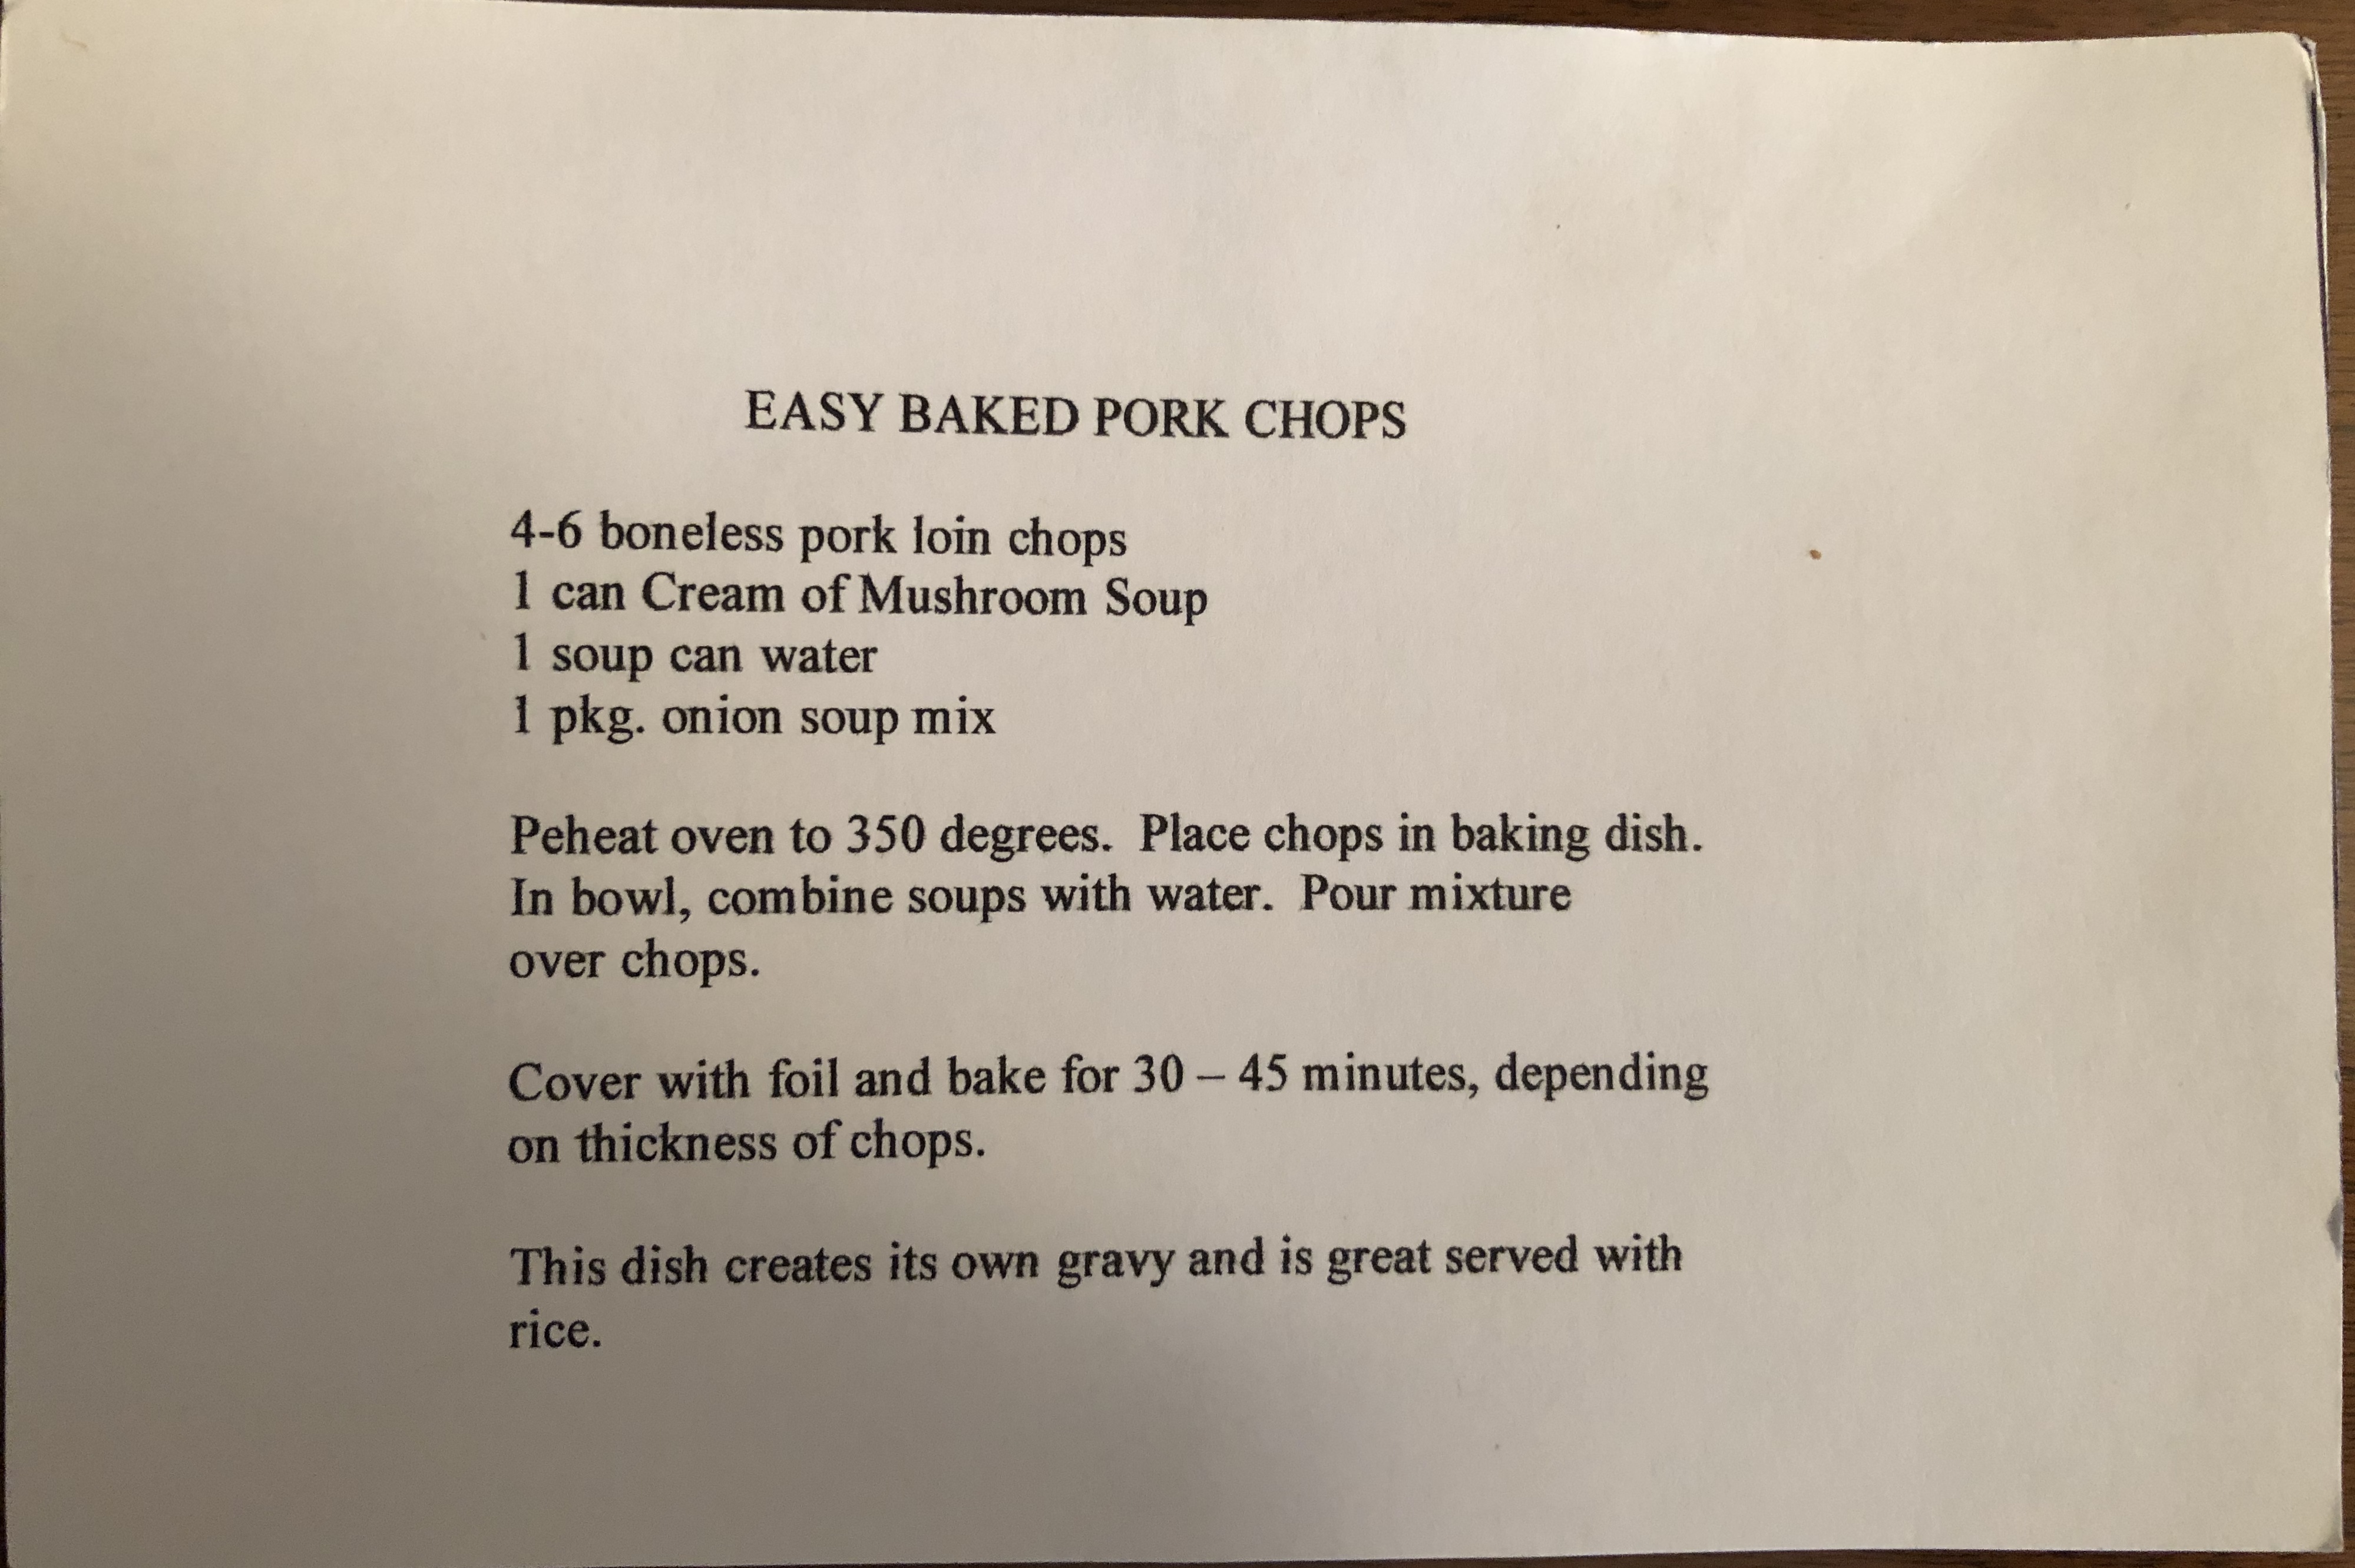 EASY BAKED PORK CHOPS
4-6 boneless pork loin chops
1 can Cream of Mushroom Soup
1 soup can water
1 pkg. onion soup mix
Peheat oven to 350 degrees.  Place chops in baking dish.
In bowl, combine soups with water.  Pour mixture
over chops.
Cover with foil and bake for 30 – 45 minutes, depending
on thickness of chops.
This dish creates its own gravy and is great served with
rice.